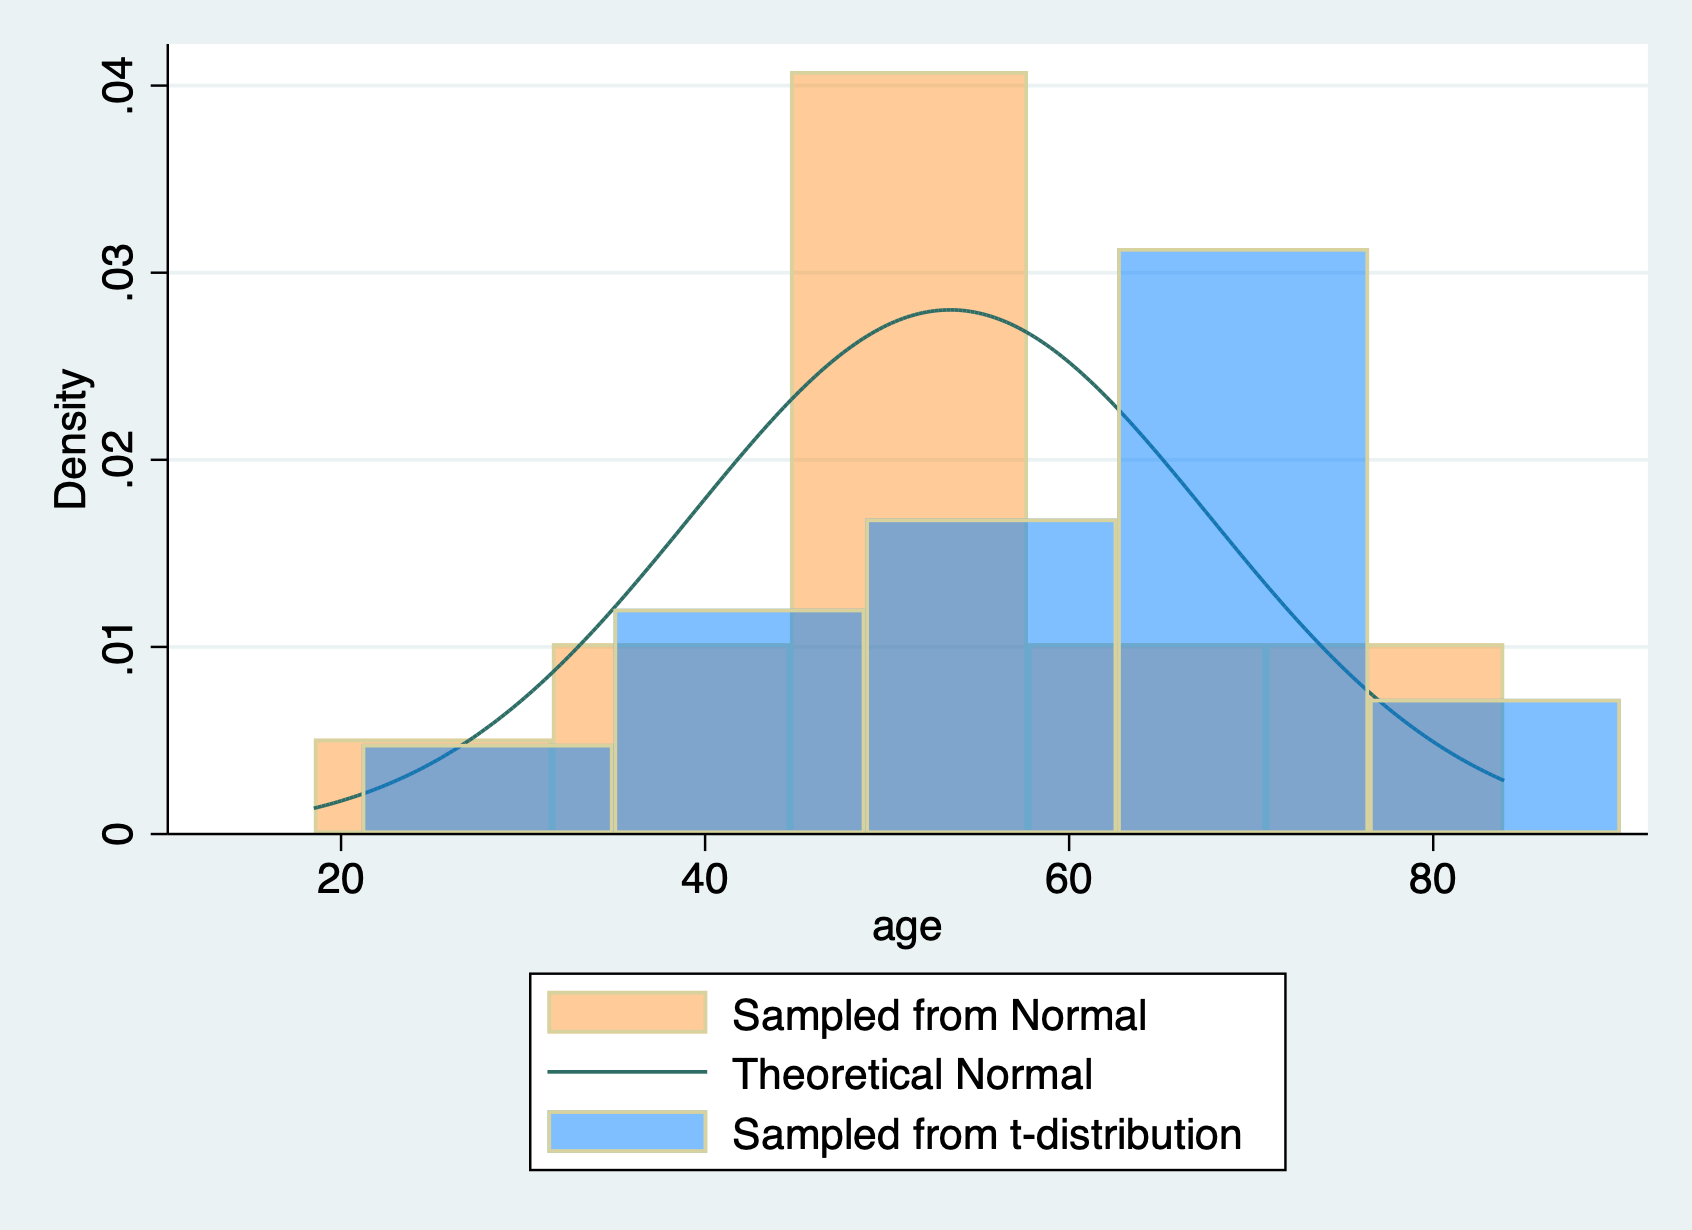 .04
.03
.02
.01
0
Density
20 40 60 80
age
Sampled from Normal
Theoretical Normal
Sampled from t-distribution